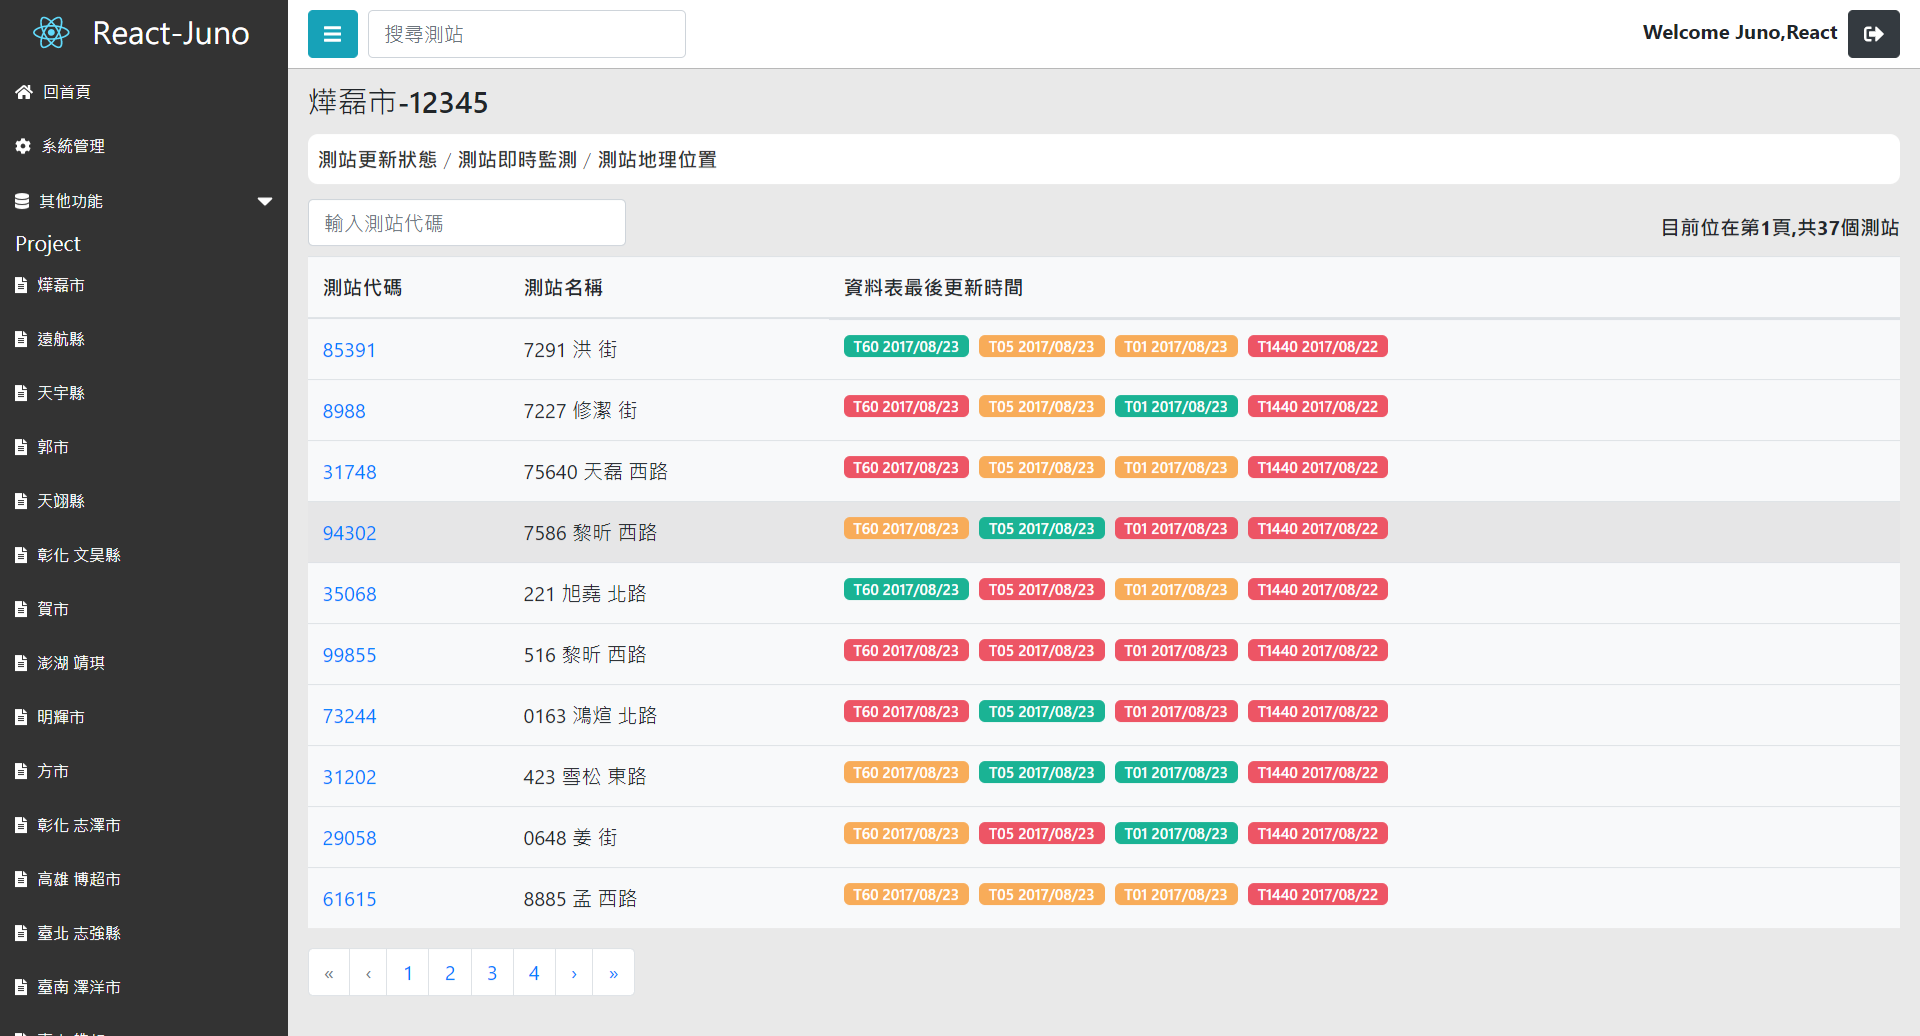 React-Juno
回首頁
系統管理
其他功能
Project
燁磊市
遠航縣
天宇縣
郭市
天翊縣
彰化 文昊縣
賀市
澎湖 靖琪
明輝市
方市
彰化 志澤市
高雄 博超市
臺北 志強縣
臺南 澤洋市
搜尋測站
Welcome Juno,React
燁磊市-12345
測站更新狀態 / 測站即時監測 / 測站地理位置
輸入測站代碼
目前位在第1頁,共37個測站
測站代碼 測站名稱 資料表最後更新時間
85391 7291 洪 街 T60 2017/08/23 T05 2017/08/23 T01 2017/08/23 T1440 2017/08/22
8988 7227 修潔 街 T60 2017/08/23 T05 2017/08/23 T01 2017/08/23 T1440 2017/08/22
31748 75640 天磊 西路 T60 2017/08/23 T05 2017/08/23 T01 2017/08/23 T1440 2017/08/22
94302 7586 黎昕 西路 T60 2017/08/23 T05 2017/08/23 T01 2017/08/23 T1440 2017/08/22
35068 221 旭堯 北路 T60 2017/08/23 T05 2017/08/23 T01 2017/08/23 T1440 2017/08/22
99855 516 黎昕 西路 T60 2017/08/23 T05 2017/08/23 T01 2017/08/23 T1440 2017/08/22
73244 0163 鴻煊 北路 T60 2017/08/23 T05 2017/08/23 T01 2017/08/23 T1440 2017/08/22
31202 423 雪松 東路 T60 2017/08/23 T05 2017/08/23 T01 2017/08/23 T1440 2017/08/22
29058 0648 姜 街 T60 2017/08/23 T05 2017/08/23 T01 2017/08/23 T1440 2017/08/22
61615 8885 孟 西路 T60 2017/08/23 T05 2017/08/23 T01 2017/08/23 T1440 2017/08/22
« ‹ 1 2 3 4 › »